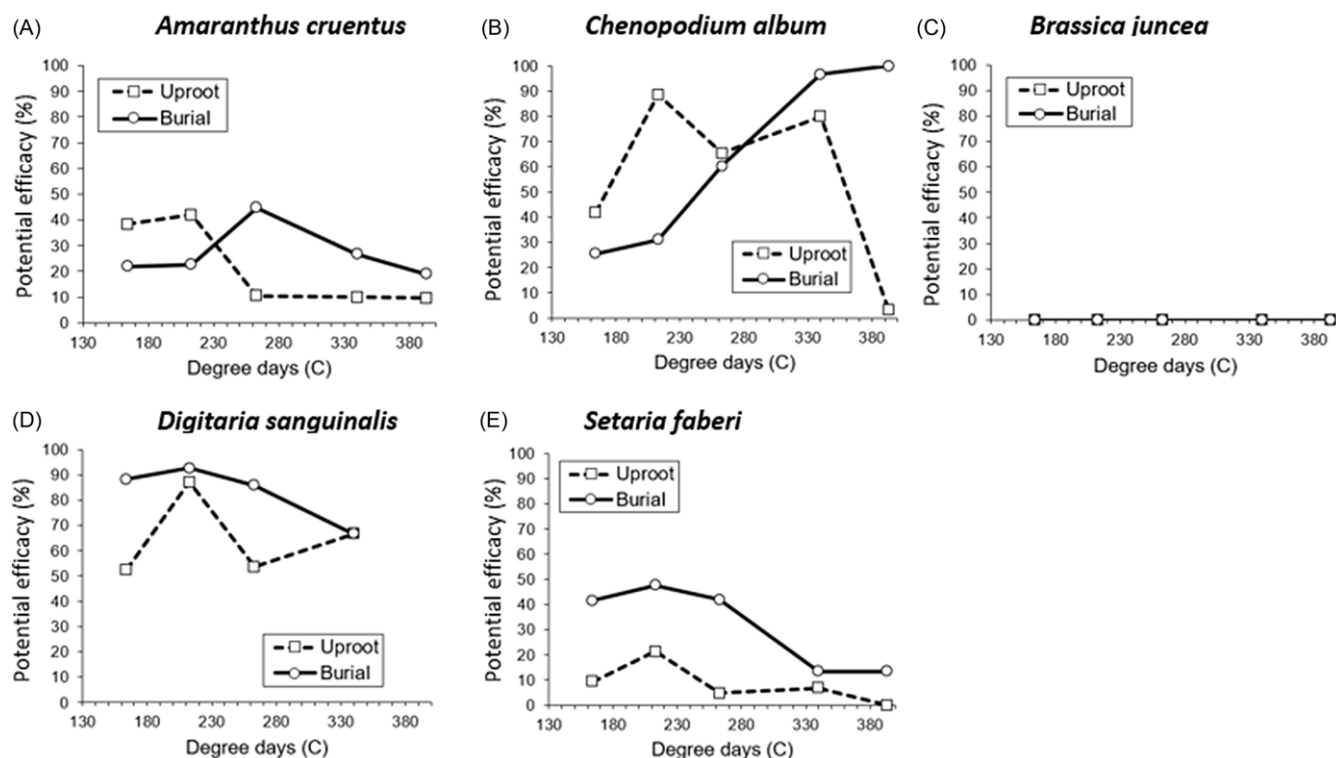 (A) Amaranthus cruentus
Potential efficacy (%)
100
90
80
70
60
50
40
30
20
10
0
Uproot
Burial
130 180 230 280 330 380
Degree days (C)
(B) Chenopodium album
Potential efficacy (%)
100
90
80
70
60
50
40
30
20
10
0
Uproot
Burial
130 180 230 280 330 380
Degree days (C)
(C) Brassica juncea
Potential efficacy (%)
100
90
80
70
60
50
40
30
20
10
0
Uproot
Burial
130 180 230 280 330 380
Degree days (C)
(D) Digitaria sanguinalis
Potential efficacy (%)
100
90
80
70
60
50
40
30
20
10
0
Uproot
Burial
130 180 230 280 330 380
Degree days (C)
(E) Setaria faberi
Potential efficacy (%)
100
90
80
70
60
50
40
30
20
10
0
Uproot
Burial
130 180 230 280 330 380
Degree days (C)